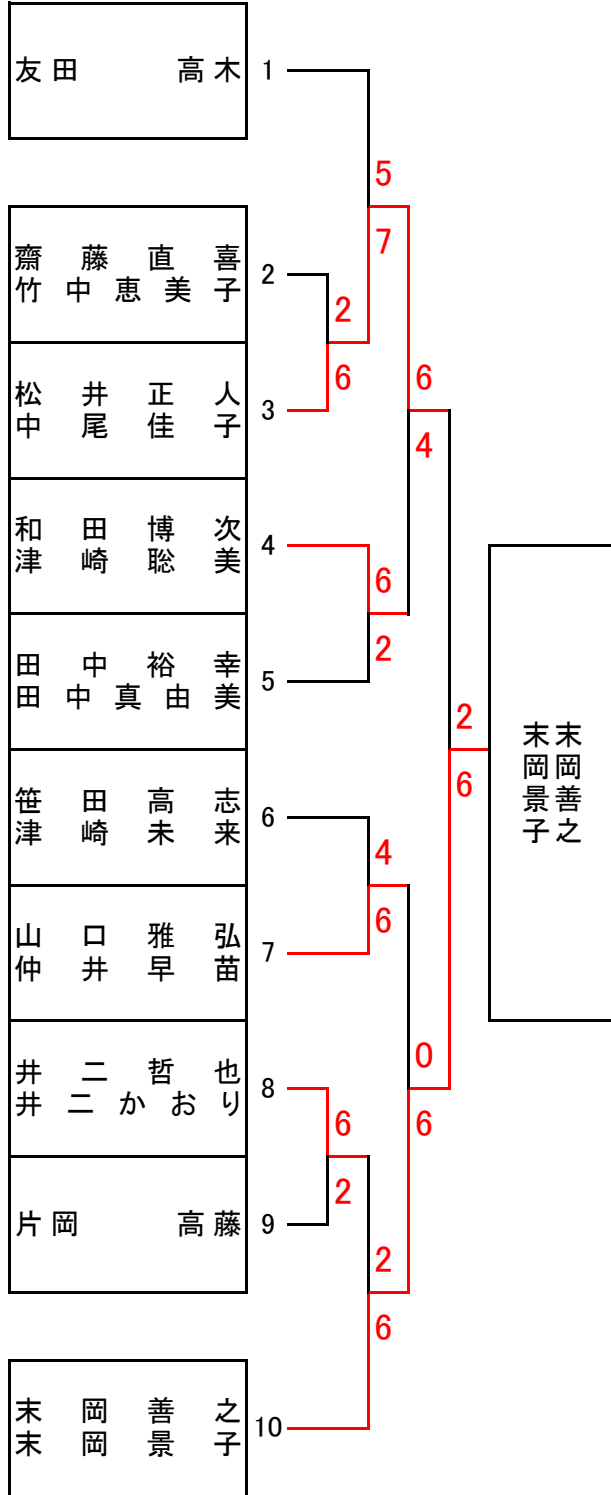 友田 高木 1
5
7
齋藤直喜
竹中恵美子
2
2
6
松井正人
中尾佳子
3
6
4
和田博次
津崎聡美
4
6
2
田中裕幸
田中真由美
5
2
6
末岡善之
末岡景子
笹田高志
津崎未来
6
4
6
山口雅弘
仲井早苗
7
0
6
井二哲也
井二かおり
8
6
2
片岡 高藤 9
2
6
末岡善之
末岡景子
10